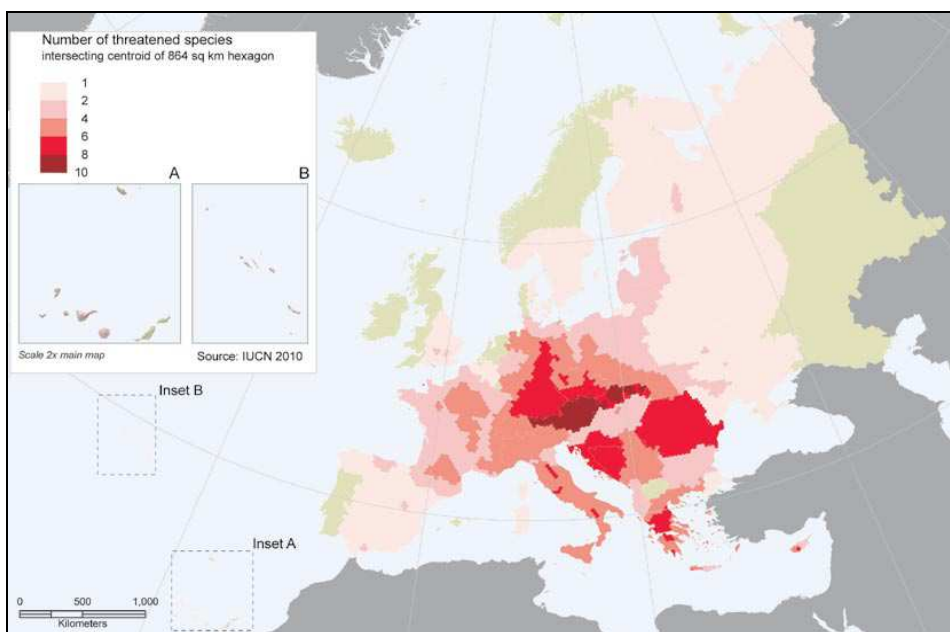 Number of threatened species
intersecting centroid of 864 sq km hexagon
1
2
4
6
8
10
A
B
Scale 2x main map
Source: IUCN 2010
Inset B
Inset A
0 500 1,000
Kilometers